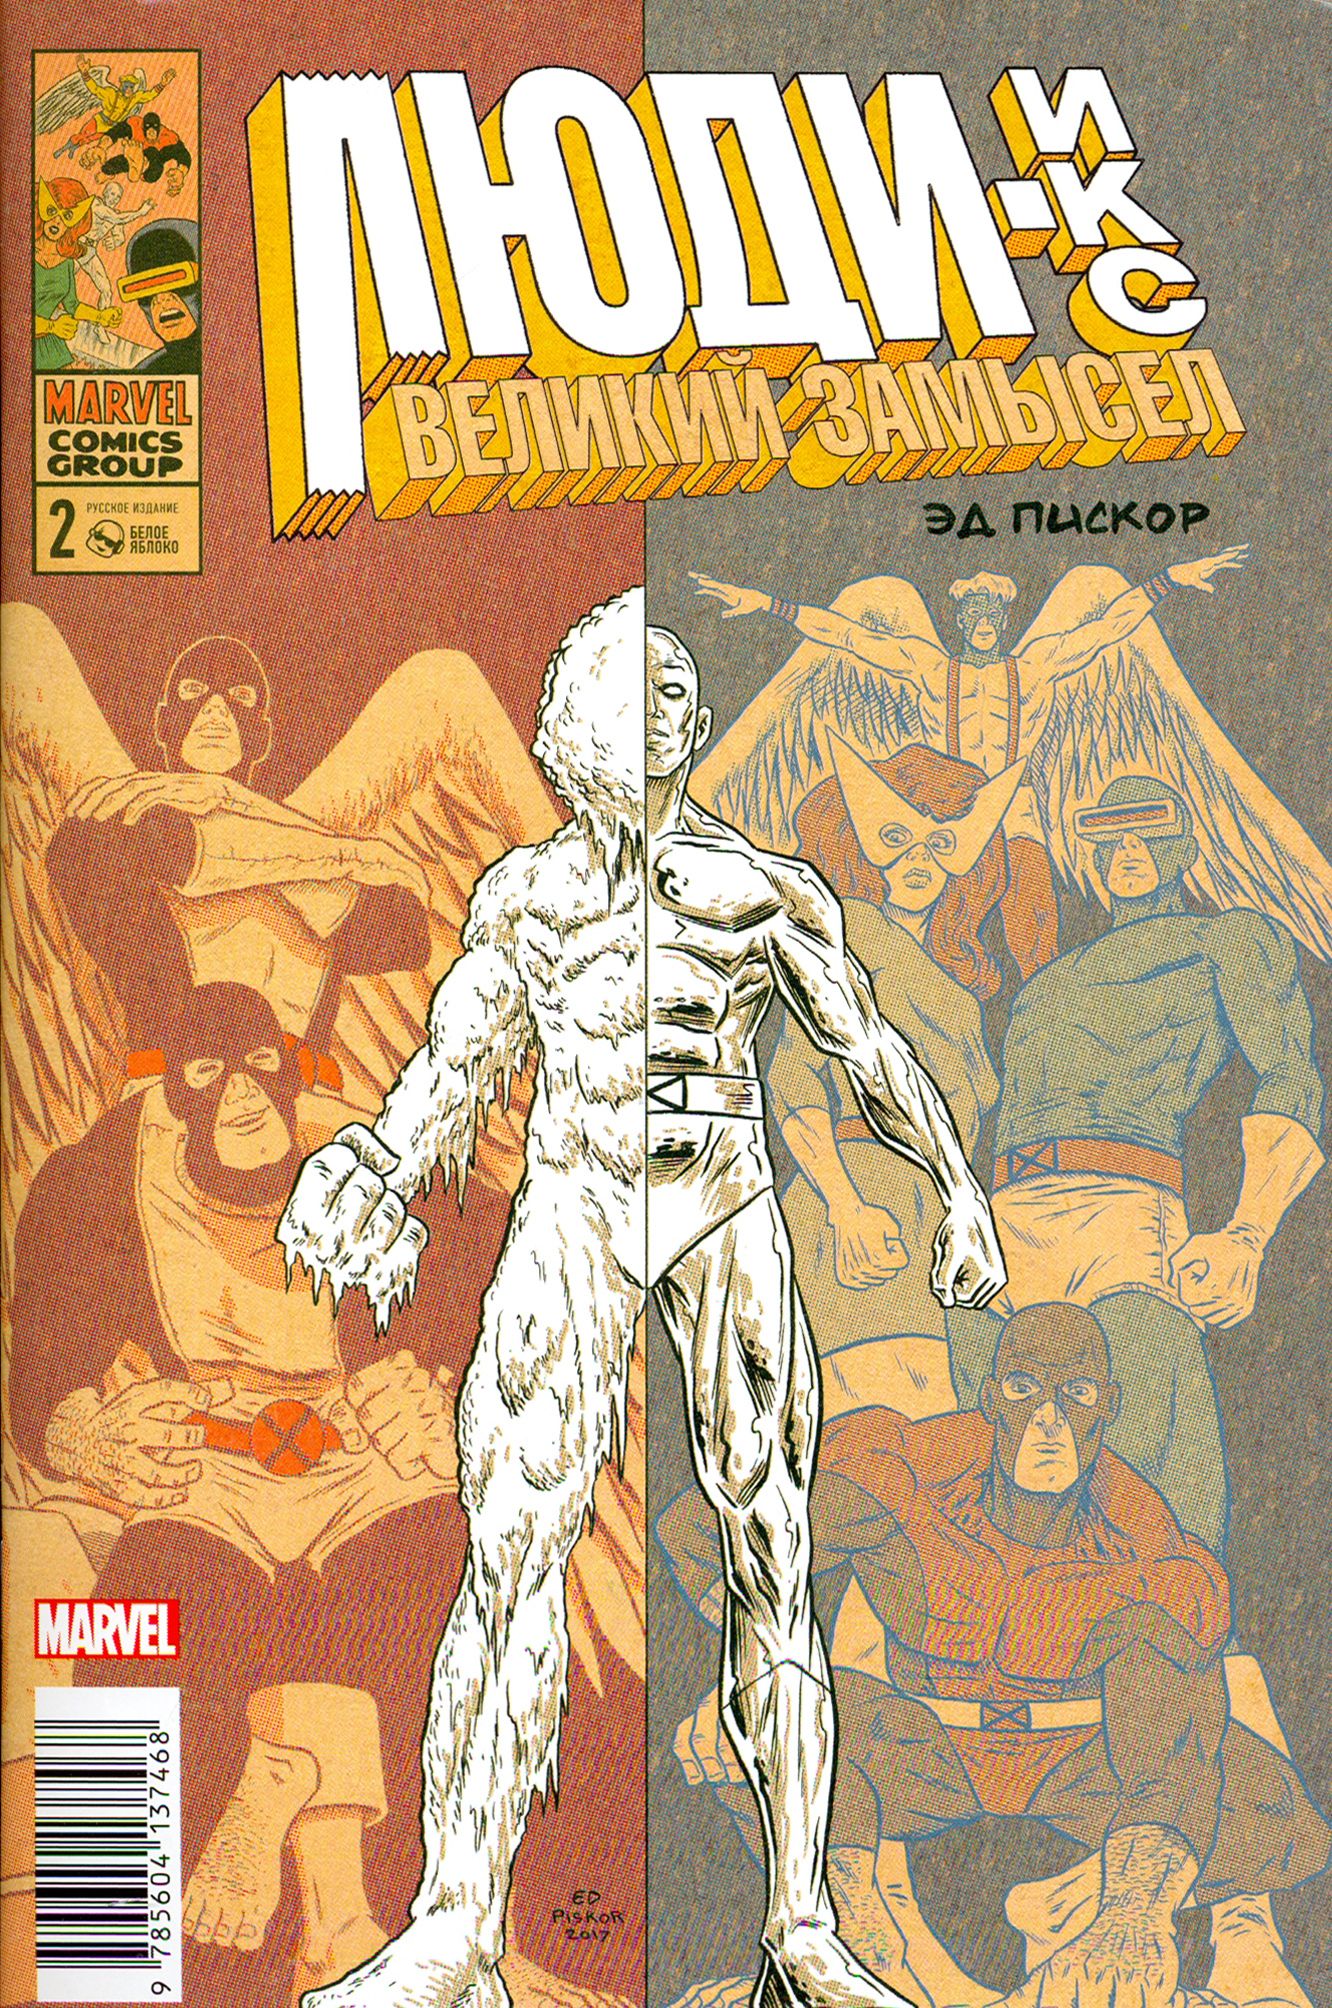 ЛЮДИ-ИКС
ВЕЛИКИЙ ЗАМЫСЕЛ
ЭД ПИСКОР
MARVEL
COMICS
GROUP
2
РУССКОЕ ИЗДАНИЕ
БЕЛОЕ
ЯБЛОКО
MARVEL
9 785604 137468
ED
PISKOR
2017